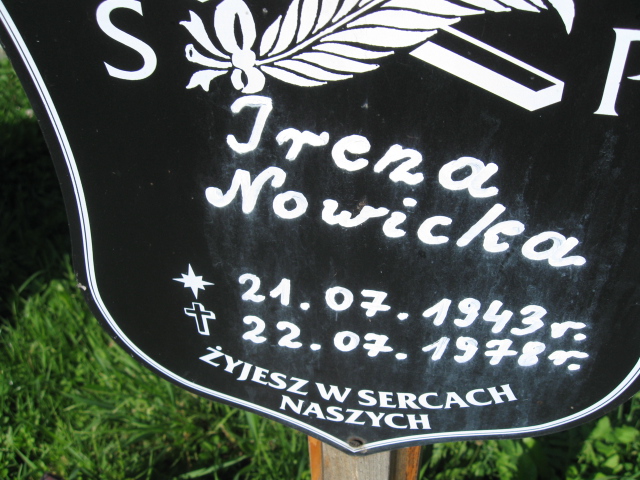 S P
Irena
Nowicka
21.07.1943r.
22.07.1978r.
ŻYJESZ W SERCACH
NASZYCH